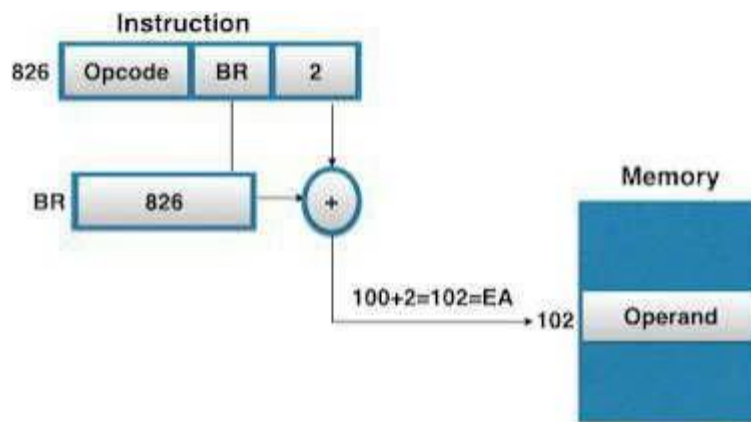 Instruction
826 Opcode BR 2
BR 826 +
Memory
100+2=102=EA
102 Operand